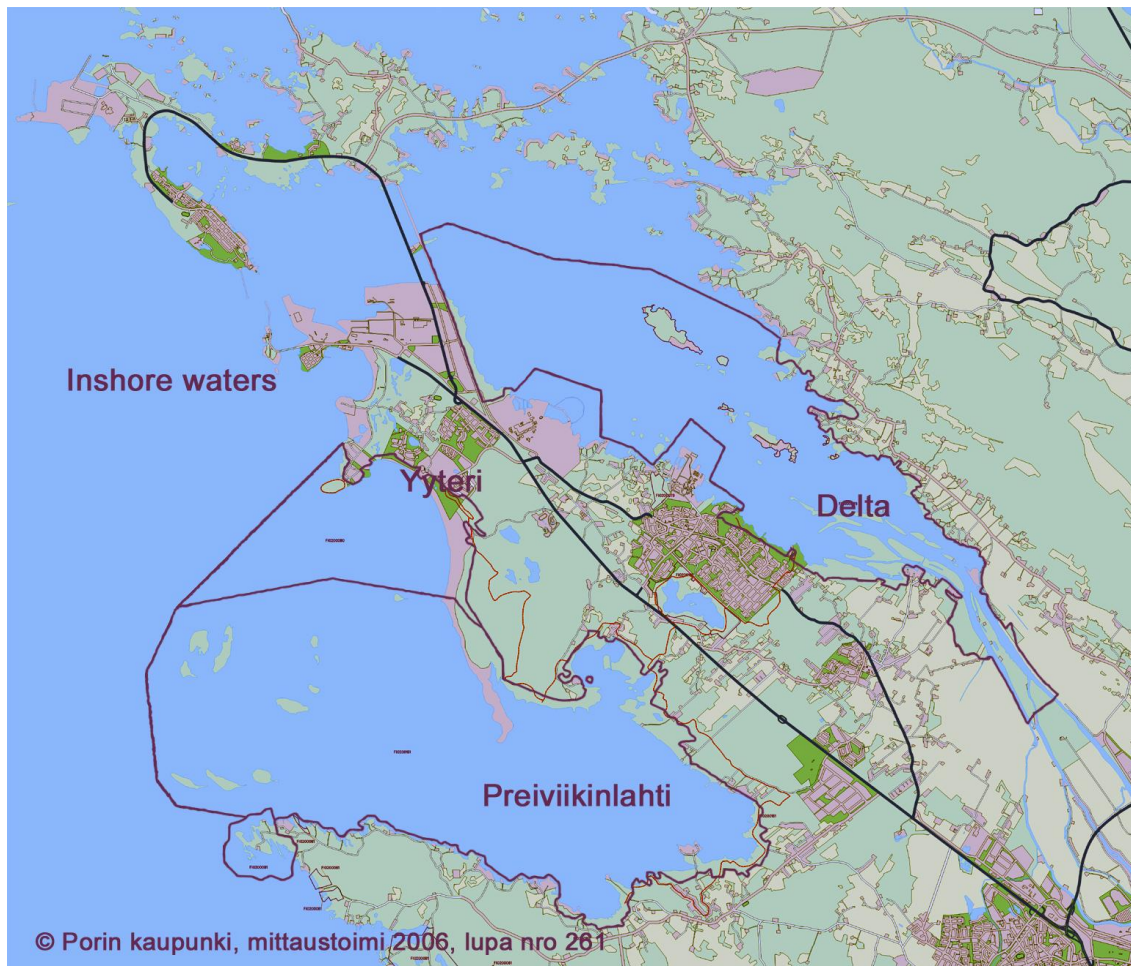 Inshore waters
Yyteri
Delta
Preiviikinlahti
© Porin kaupunki, mittaustoimi 2006, lupa nro 261